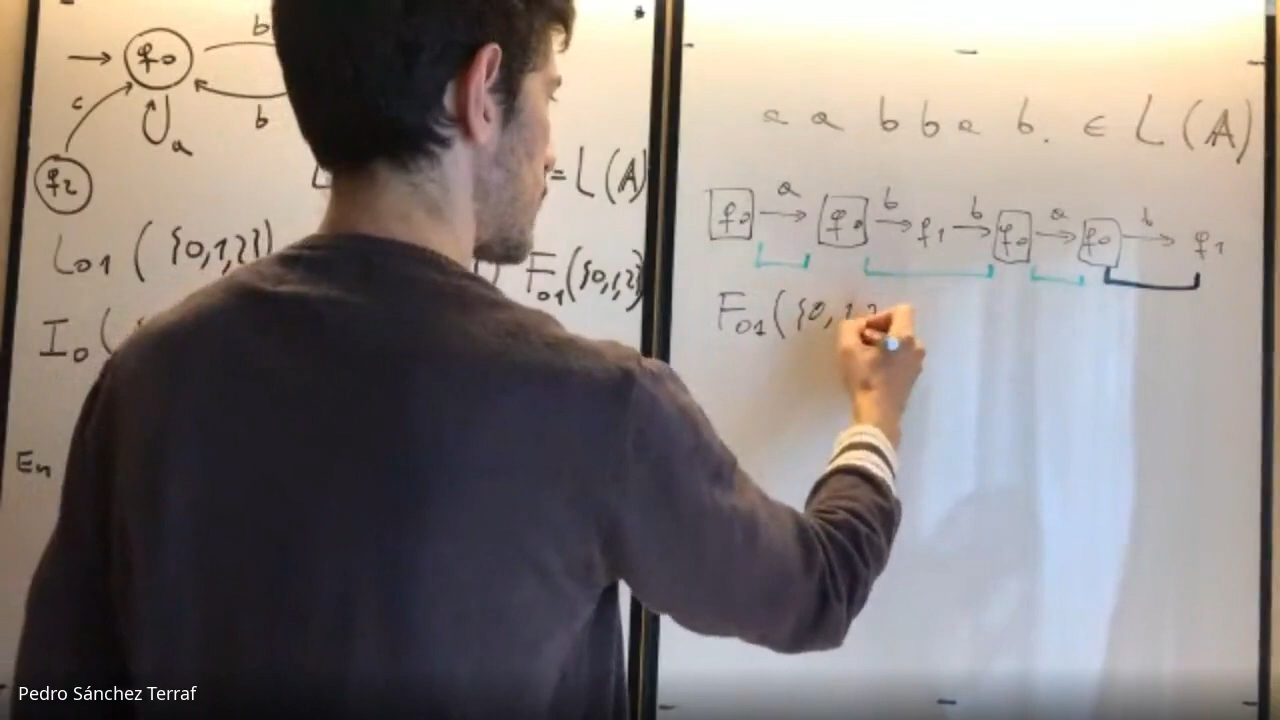 → q0 b
c b
a
q2
= L(A)
L01 ({0,1,2})
F01({0,1,2})
I0 (
En
a a b b a b. ∈ L(A)
q0 a→ q0 b→ q1 b→ q0 a→ q0 b→ q1
F01({0,1,2
Pedro Sánchez Terraf